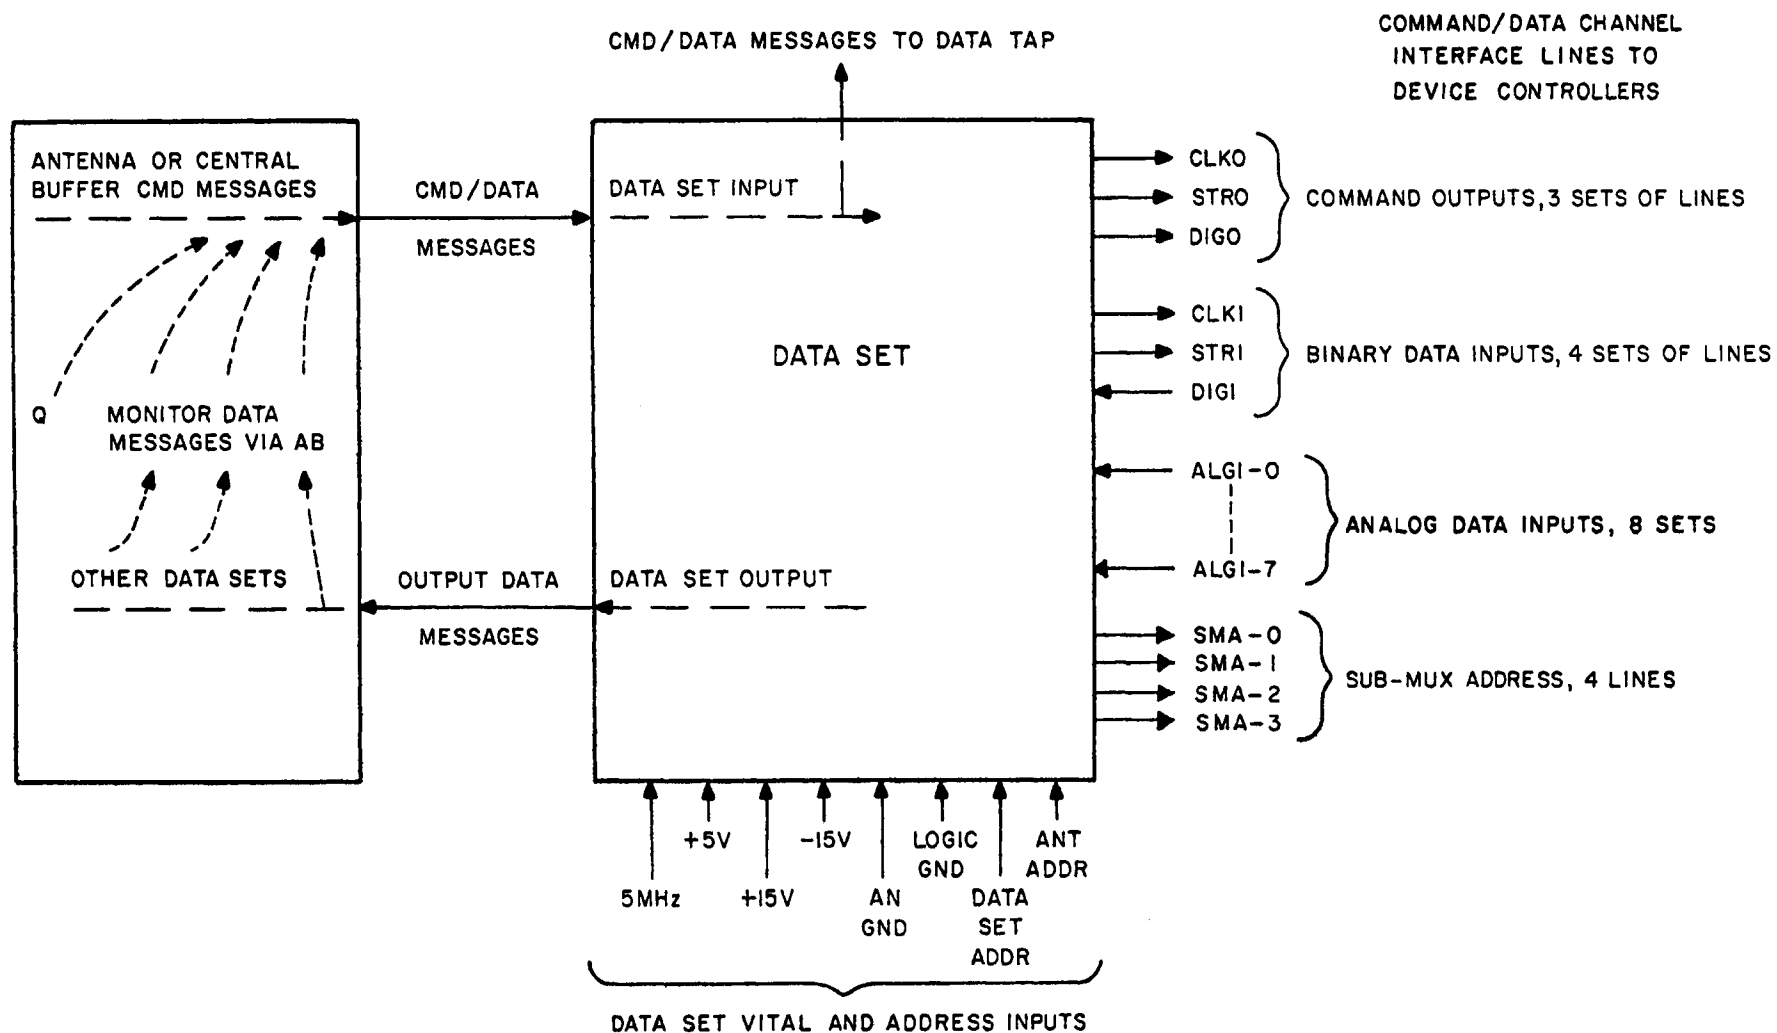 CMD/DATA MESSAGES TO DATA TAP
COMMAND/DATA CHANNEL
INTERFACE LINES TO
DEVICE CONTROLLERS
ANTENNA OR CENTRAL
BUFFER CMD MESSAGES
CMD/DATA
MESSAGES
DATA SET INPUT
Q
MONITOR DATA
MESSAGES VIA AB
OTHER DATA SETS
OUTPUT DATA
MESSAGES
DATA SET OUTPUT
DATA SET
CLKO
STRO
DIGO
COMMAND OUTPUTS, 3 SETS OF LINES
CLKI
STRI
DIGI
BINARY DATA INPUTS, 4 SETS OF LINES
ALGI-0
ALGI-7
ANALOG DATA INPUTS, 8 SETS
SMA-0
SMA-1
SMA-2
SMA-3
SUB-MUX ADDRESS, 4 LINES
5MHz
+5V
+15V
-15V
AN
GND
LOGIC
GND
DATA
SET
ADDR
ANT
ADDR
DATA SET VITAL AND ADDRESS INPUTS